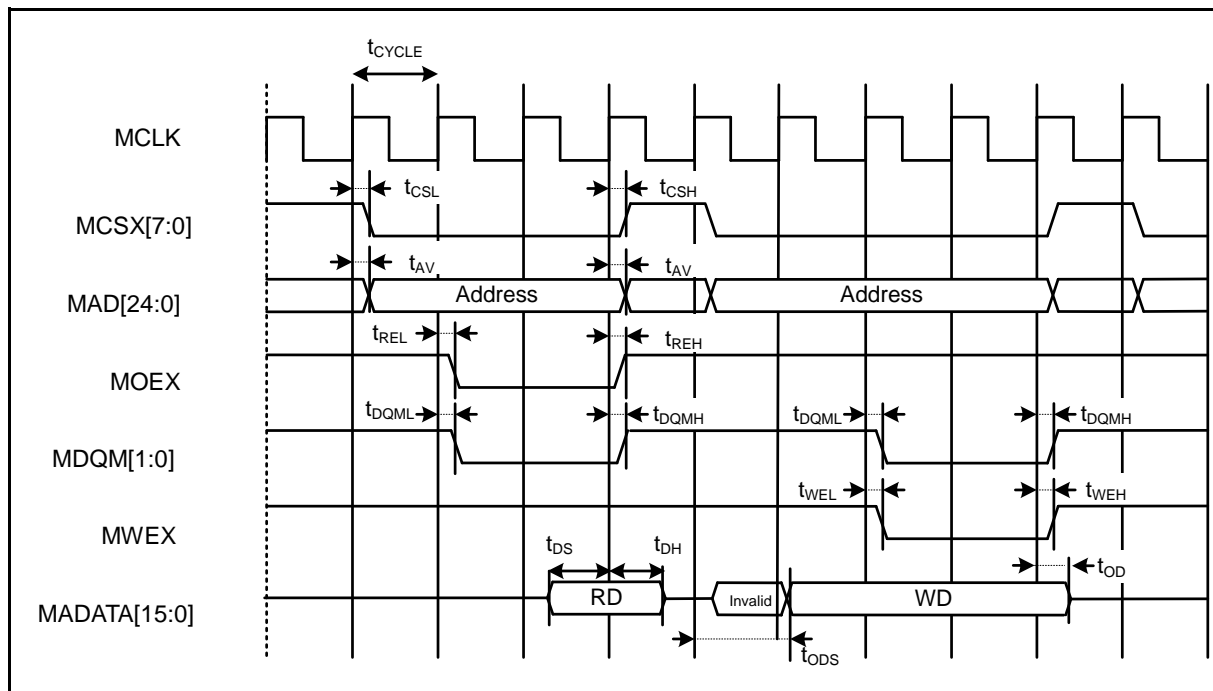 tCYCLE
MCLK
tCSL
tCSH
MCSX[7:0]
tAV
tAV
MAD[24:0]
Address
Address
tREL
tREH
MOEX
tDQML
tDQMH
tDQML
tDQMH
MDQM[1:0]
tWEL
tWEH
MWEX
tDS
tDH
tOD
MADATA[15:0]
RD
Invalid
WD
tODS